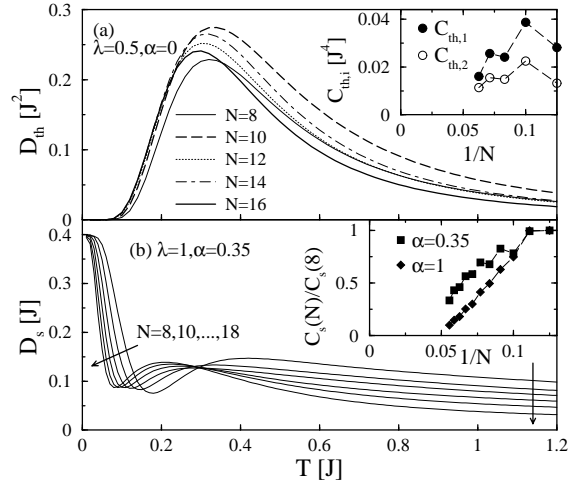 (a)
λ=0.5,α=0
D_th [J^2]
0.3
0.2
0.1
0
N=8
N=10
N=12
N=14
N=16
C_th,i [J^4]
0.04
0.02
0.00
C_th,1
C_th,2
0
0.05
0.1
1/N
(b) λ=1,α=0.35
D_s [J]
0.4
0.3
0.2
0.1
0
N=8,10,...,18
C_s(N)/C_s(8)
1
0.5
0
α=0.35
α=1
0
0.05
0.1
1/N
0
0.2
0.4
0.6
0.8
1
1.2
T [J]